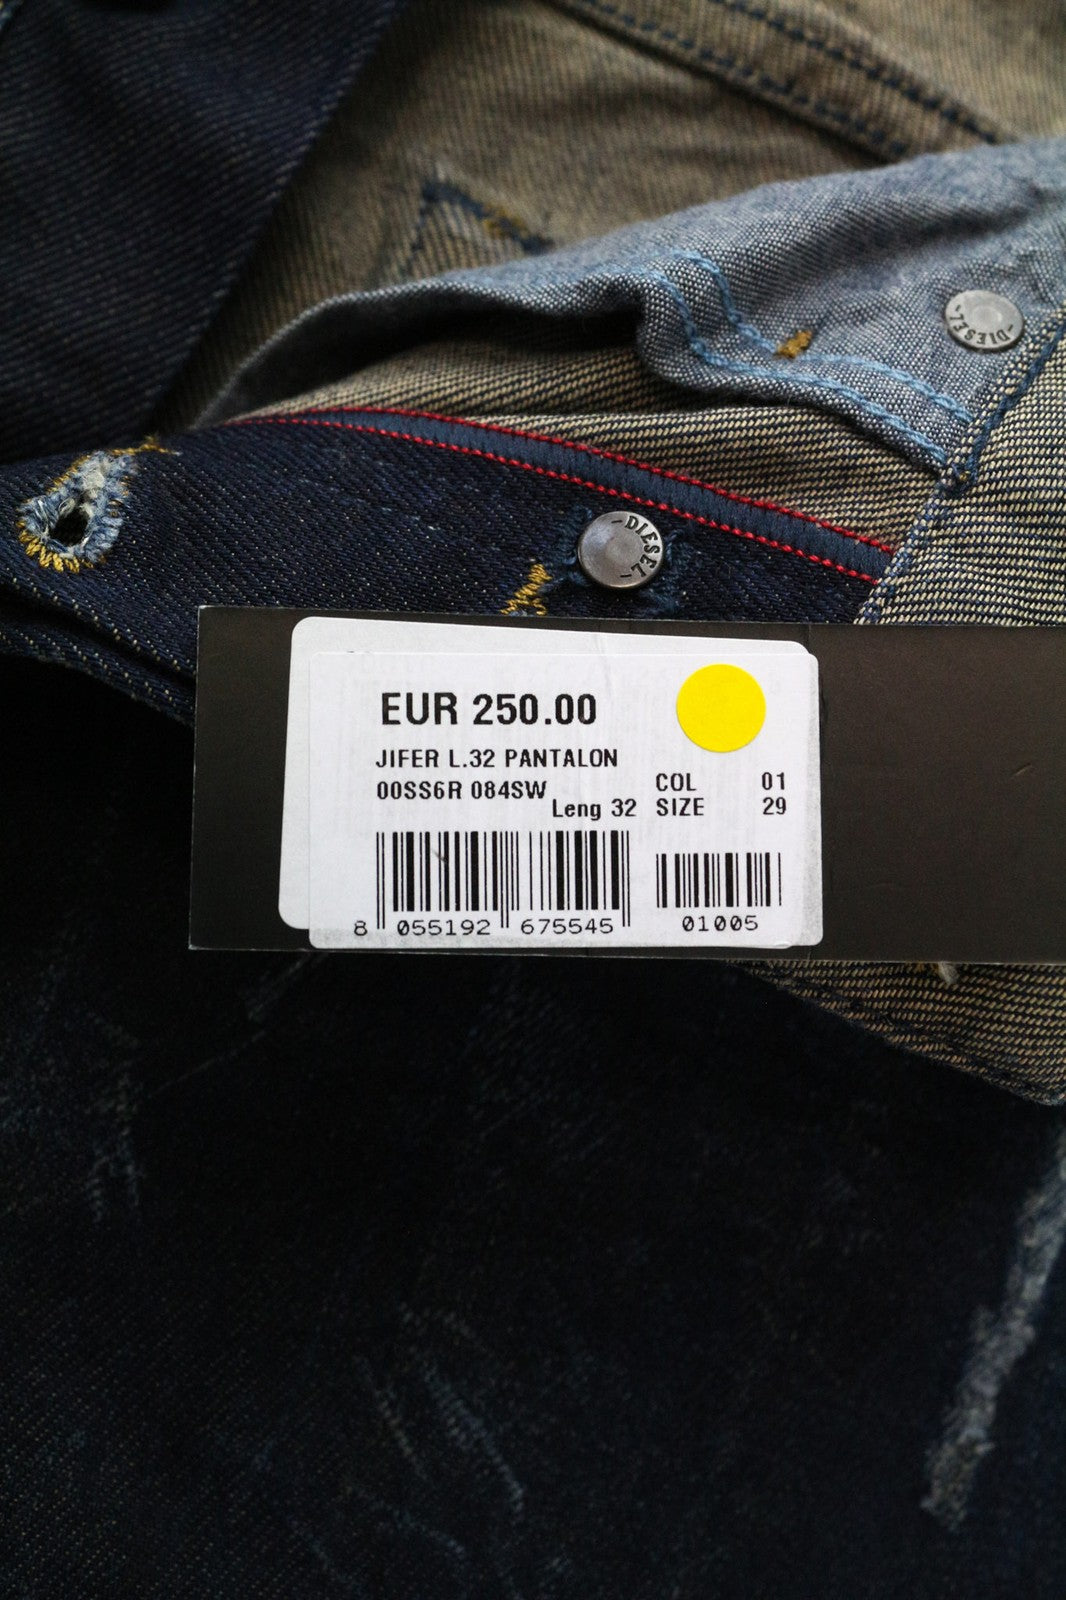 DIESEL
DIESEL
EUR 250.00
JIFER L.32 PANTALON
00SS6R 084SW
Leng 32
COL 01
SIZE 29
8 055192 675545
01005